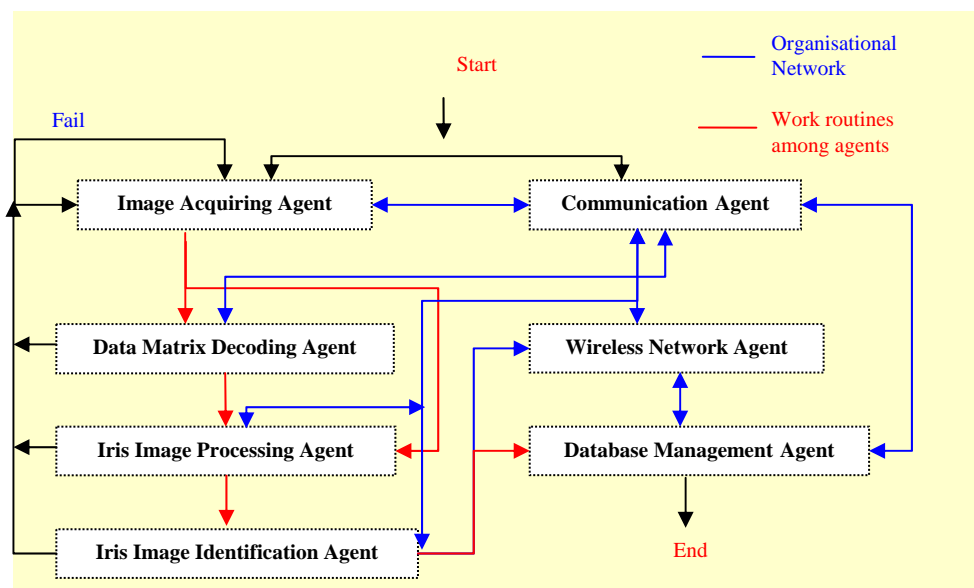 Organisational
Network
Start
Fail
Work routines
among agents
Image Acquiring Agent
Communication Agent
Data Matrix Decoding Agent
Wireless Network Agent
Iris Image Processing Agent
Database Management Agent
Iris Image Identification Agent
End